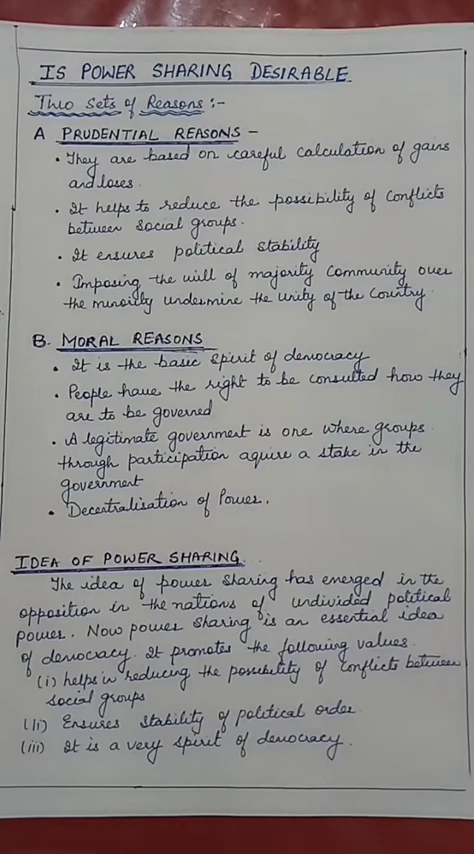 IS POWER SHARING DESIRABLE
Two Sets of Reasons :-
A PRUDENTIAL REASONS -
• They are based on careful calculation of gains
and loses.
• It helps to reduce the possibility of conflicts
between social groups.
• It ensures political stability
• Imposing the will of majority community over
the minority undermine the unity of the country.
B. MORAL REASONS
• It is the basic spirit of democracy
• People have the right to be consulted how they
are to be governed
• A legitimate government is one where groups
through participation aquire a stake in the
government
• Decentralisation of Power.
IDEA OF POWER SHARING
The idea of power sharing has emerged in the
opposition in the nations of undivided political
power. Now power sharing is an essential idea
of democracy. It promotes the following values.
(i) helps in reducing the possibility of conflicts between
social groups
(ii) Ensures stability of political order
(iii) It is a very spirit of democracy.